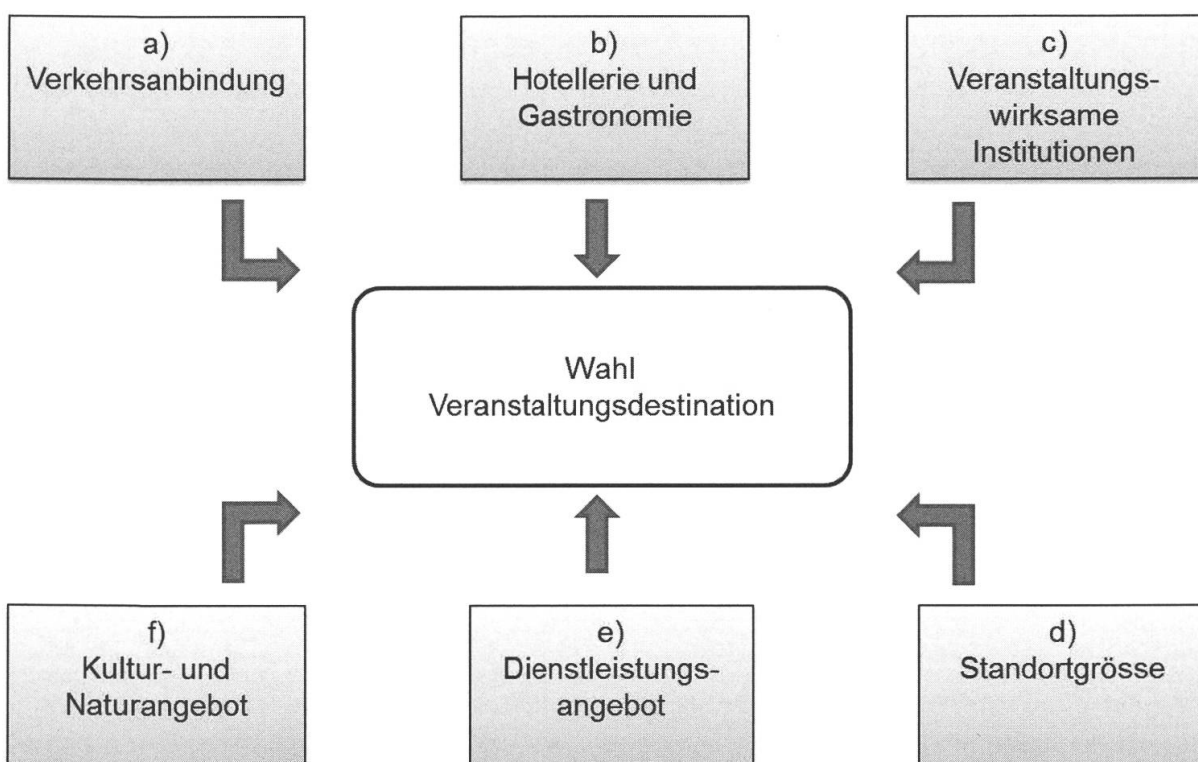 a)
Verkehrsanbindung
b)
Hotellerie und
Gastronomie
c)
Veranstaltungs-
wirksame
Institutionen
Wahl
Veranstaltungsdestination
f)
Kultur- und
Naturangebot
e)
Dienstleistungs-
angebot
d)
Standortgrösse